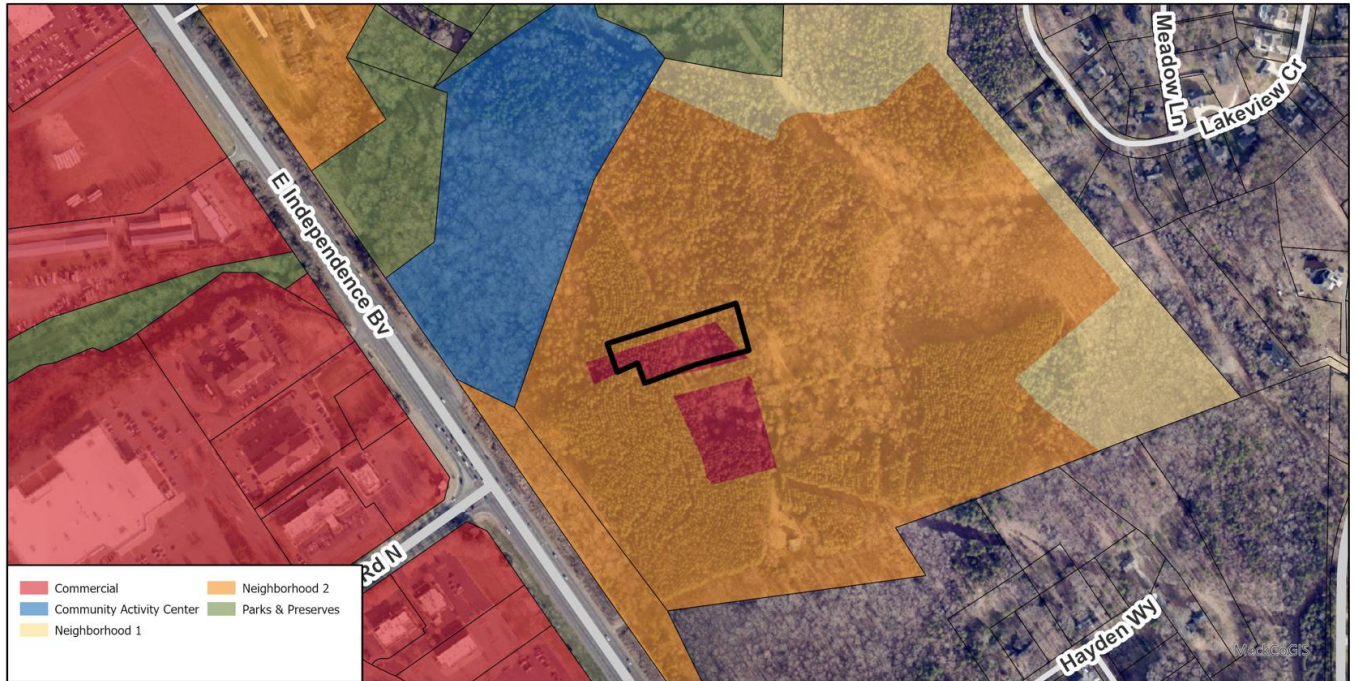 Meadow Ln
Lakeview Cr
E Independence Bv
Rd N
Hayden Wy
MeckCoGIS
Commercial
Community Activity Center
Neighborhood 1
Neighborhood 2
Parks & Preserves